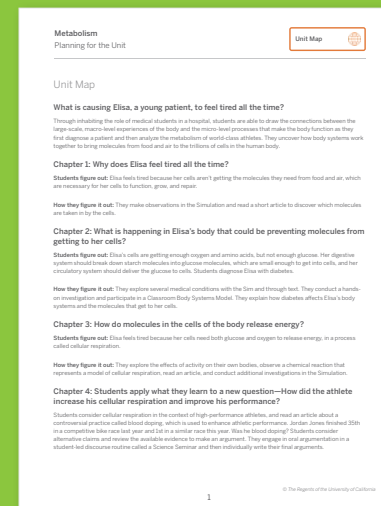 Metabolism
Planning for the Unit
Unit Map
Unit Map
What is causing Elisa, a young patient, to feel tired all the time?
Through inhabiting the role of medical students in a hospital, students are able to draw the connections between the
large-scale, macro-level experiences of the body and the micro-level processes that make the body function as they
first diagnose a patient and then analyze the metabolism of world-class athletes. They uncover how body systems work
together to bring molecules from food and air to the trillions of cells in the human body.
Chapter 1: Why does Elisa feel tired all the time?
Students figure out: Elisa feels tired because her cells aren't getting the molecules they need from food and air, which
are necessary for her cells to function, grow, and repair.
How they figure it out: They make observations in the Simulation and read a short article to discover which molecules
are taken in by the cells.
Chapter 2: What is happening in Elisa's body that could be preventing molecules from
getting to her cells?
Students figure out: Elisa's cells are getting enough oxygen and amino acids, but not enough glucose. Her digestive
system should break down starch molecules into glucose molecules, which are small enough to get into cells, and her
circulatory system should deliver the glucose to cells. Students diagnose Elisa with diabetes.
How they figure it out: They explore several medical conditions with the Sim and through text. They conduct a hands-
on investigation and participate in a Classroom Body Systems Model. They explain how diabetes affects Elisa's body
systems and the molecules that get to her cells.
Chapter 3: How do molecules in the cells of the body release energy?
Students figure out: Elisa feels tired because her cells need both glucose and oxygen to release energy, in a process
called cellular respiration.
How they figure it out: They explore the effects of activity on their own bodies, observe a chemical reaction that
represents a model of cellular respiration, read an article, and conduct additional investigations in the Simulation.
Chapter 4: Students apply what they learn to a new question—How did the athlete
increase his cellular respiration and improve his performance?
Students consider cellular respiration in the context of high-performance athletes, and read an article about a
controversial practice called blood doping, which is used to enhance athletic performance. Jordan Jones finished 35th
in a competitive bike race last year and 1st in a similar race this year. Was he blood doping? Students consider
alternative claims and review the available evidence to make an argument. They engage in oral argumentation in a
student-led discourse routine called a Science Seminar and then individually write their final arguments.
© The Regents of the University of California
1